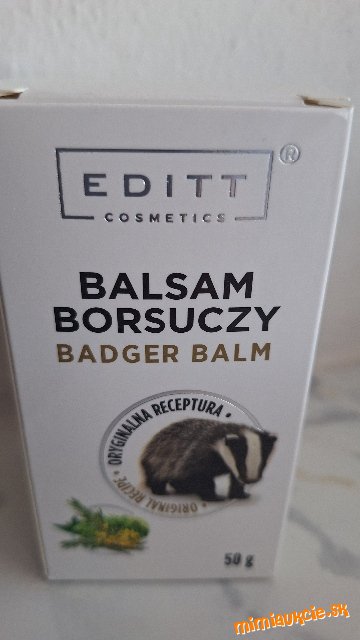 EDITT®
COSMETICS
BALSAM
BORSUCZY
BADGER BALM
ORYGINALNA RECEPTURA •
ORIGINAL RECIPE •
50 g
mimiaukcie.sk